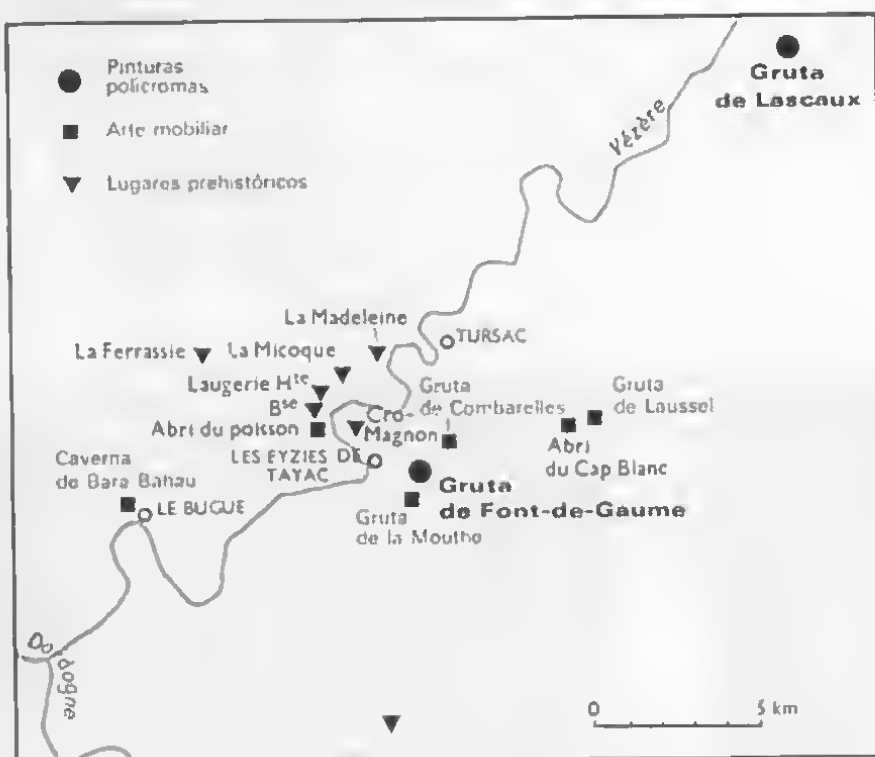 Pinturas
policromas
Arte mobiliar
Lugares prehistóricos
Gruta
de Lascaux
Vézère
La Madeleine
TURSAC
La Ferrassie
La Micoque
Laugerie Hte
Bse
Abri du poisson
Cro-
Magnon
Gruta
de Combarelles
Gruta
de Laussel
Abri
du Cap Blanc
LES EYZIES DE
TAYAC
Caverna
de Bara Bahau
LE BUGUE
Gruta
de Font-de-Gaume
Gruta
de la Mouthe
Dordogne
0 5 km